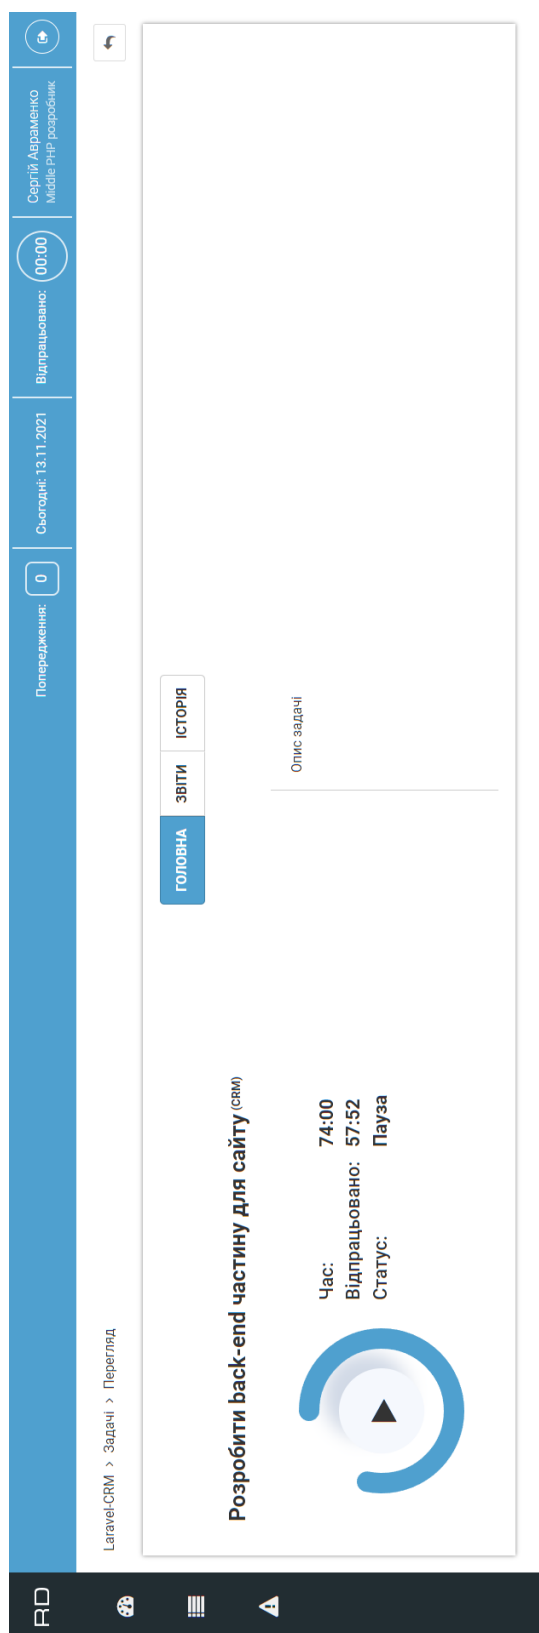 RD
Попередження: 0
Сьогодні: 13.11.2021
Відпрацьовано: 00:00
Сергій Авраменко
Middle PHP розробник
Laravel-CRM > Задачі > Перегляд
ГОЛОВНА ЗВІТИ ІСТОРІЯ
Розробити back-end частину для сайту (CRM)
Час: 74:00
Відпрацьовано: 57:52
Статус: Пауза
Опис задачі